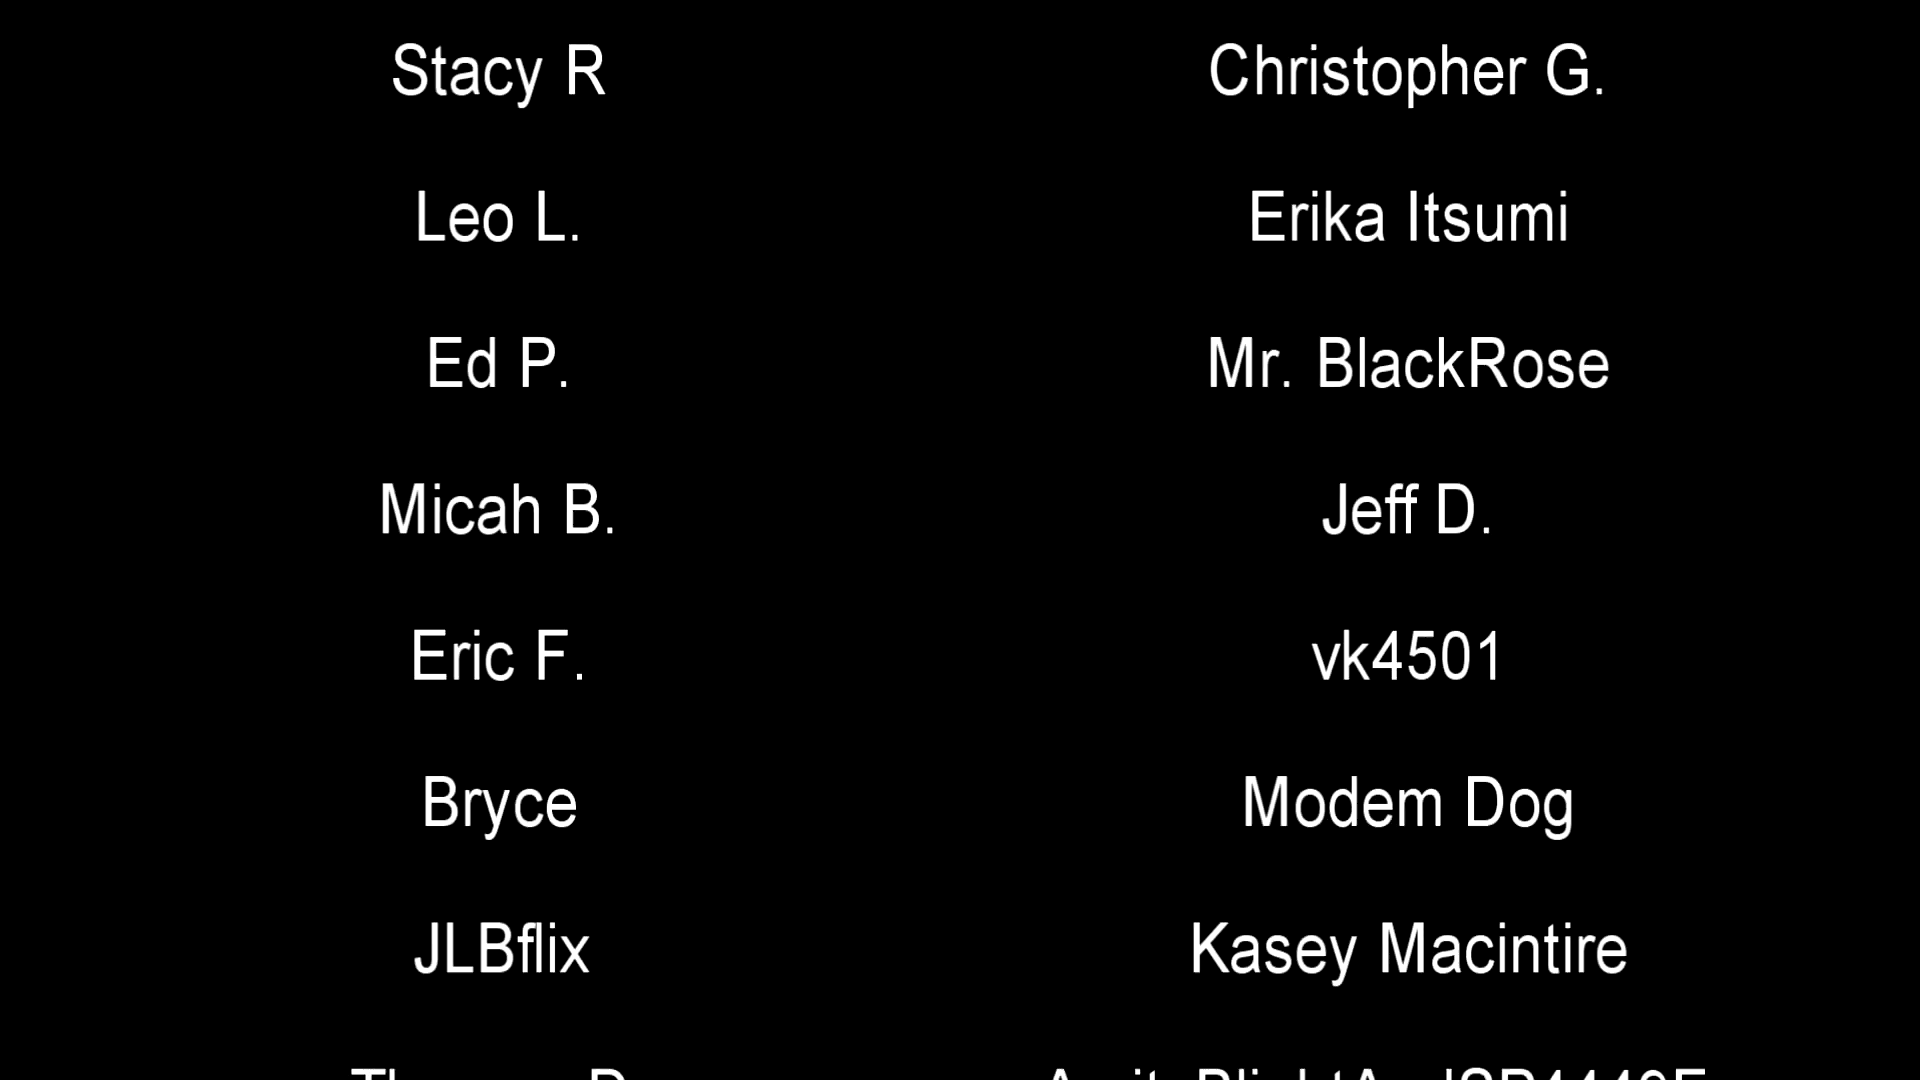 Stacy R
Christopher G.
Leo L.
Erika Itsumi
Ed P.
Mr. BlackRose
Micah B.
Jeff D.
Eric F.
vk4501
Bryce
Modem Dog
JLBflix
Kasey Macintire